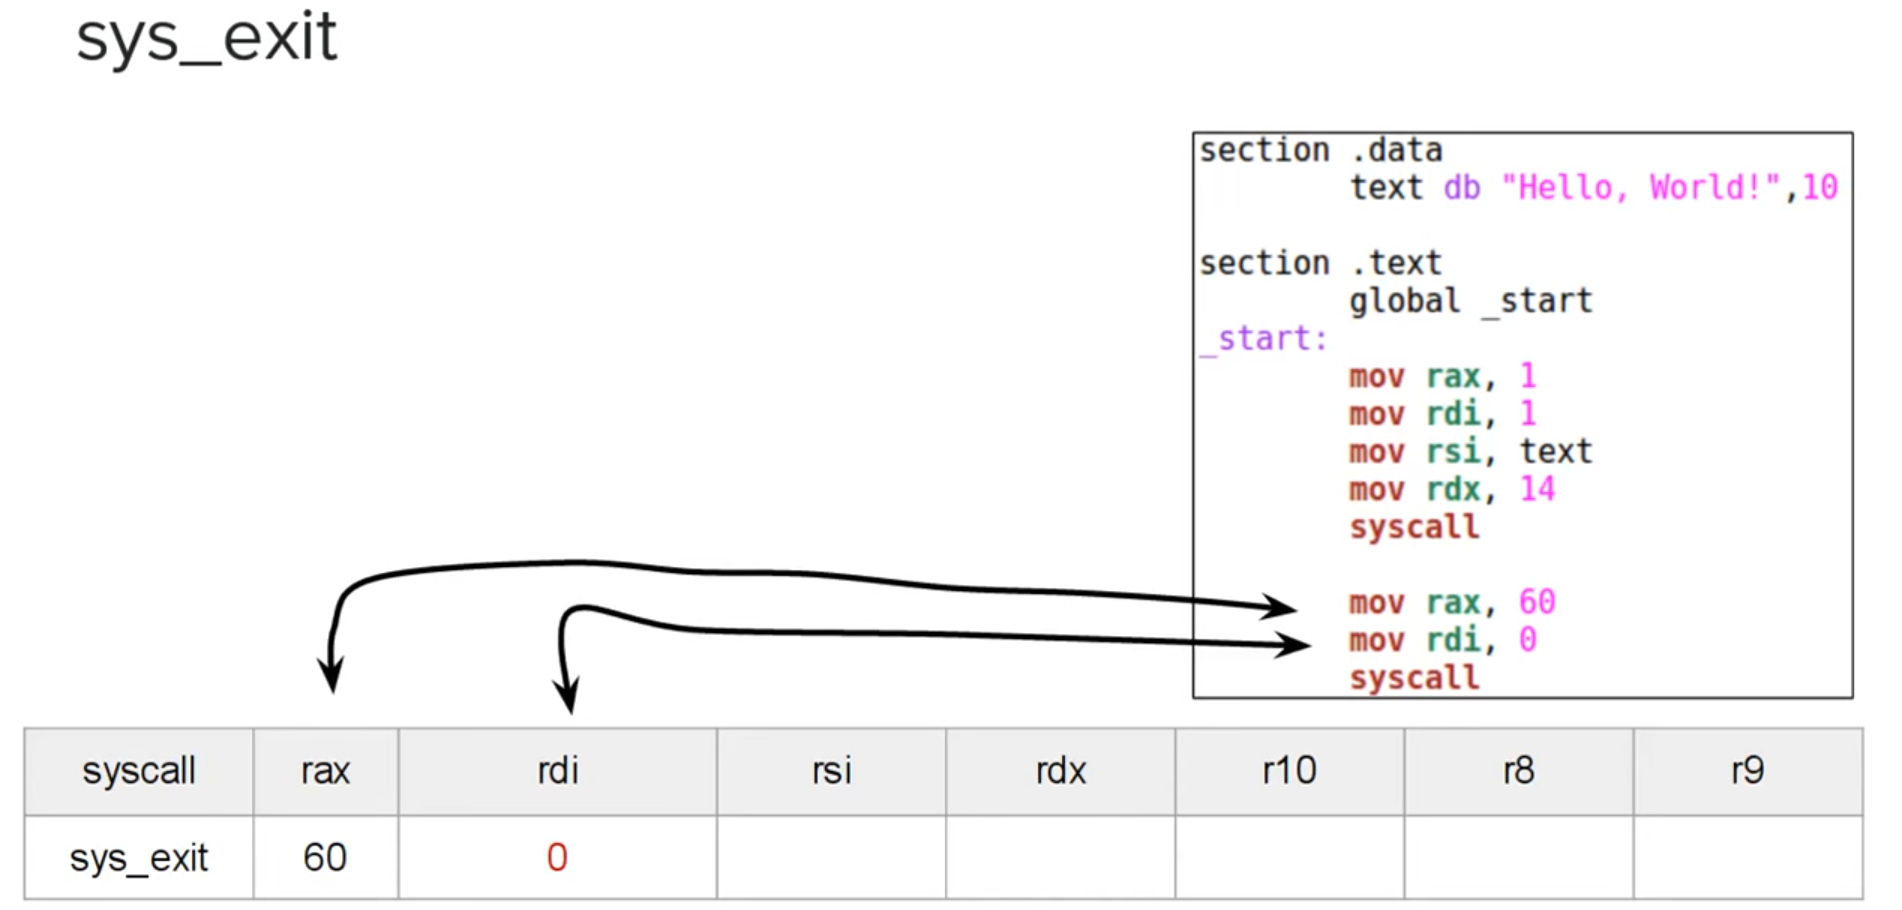 sys_exit
section .data
text db "Hello, World!",10
section .text
global _start
_start:
mov rax, 1
mov rdi, 1
mov rsi, text
mov rdx, 14
syscall
mov rax, 60
mov rdi, 0
syscall
syscall rax rdi rsi rdx r10 r8 r9
sys_exit 60 0